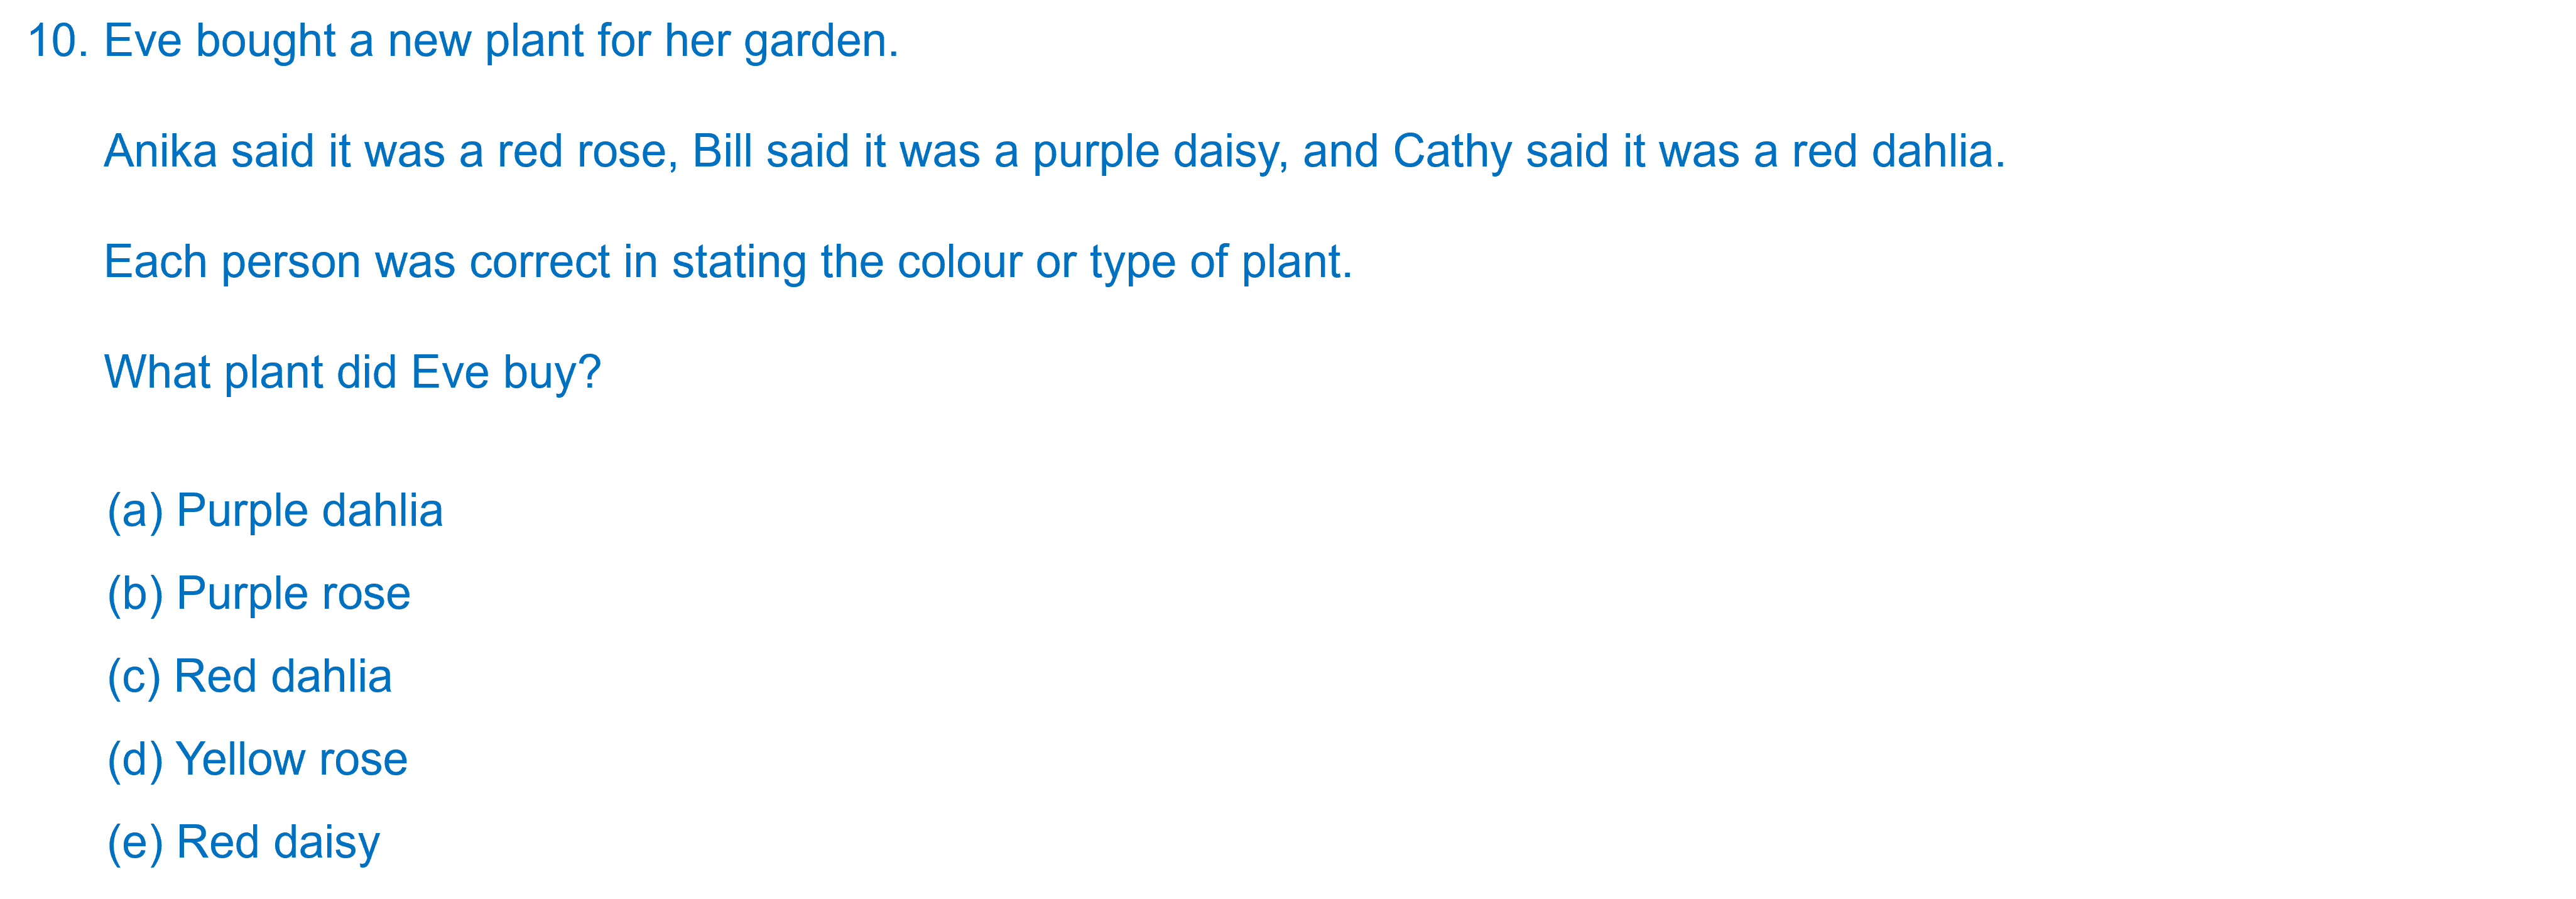 10. Eve bought a new plant for her garden.
Anika said it was a red rose, Bill said it was a purple daisy, and Cathy said it was a red dahlia.
Each person was correct in stating the colour or type of plant.
What plant did Eve buy?
(a) Purple dahlia
(b) Purple rose
(c) Red dahlia
(d) Yellow rose
(e) Red daisy